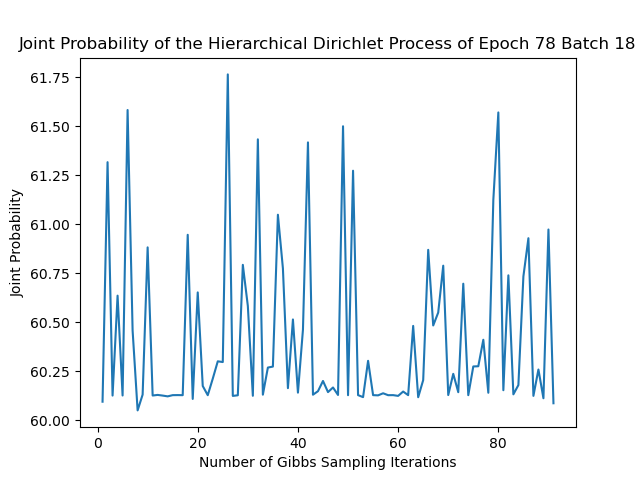 Joint Probability of the Hierarchical Dirichlet Process of Epoch 78 Batch 18
61.75
61.50
61.25
61.00
60.75
60.50
60.25
60.00
Joint Probability
0 20 40 60 80
Number of Gibbs Sampling Iterations